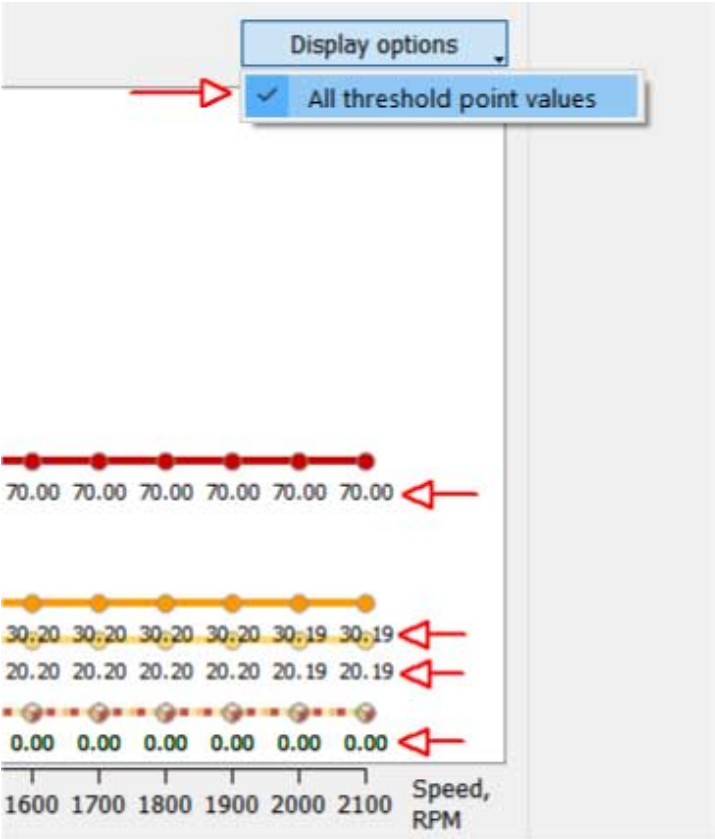 Display options
All threshold point values
70.00 70.00 70.00 70.00 70.00 70.00
30.20 30.20 30.20 30.20 30.19 30.19
20.20 20.20 20.20 20.20 20.19 20.19
0.00 0.00 0.00 0.00 0.00 0.00
1600 1700 1800 1900 2000 2100 Speed,
RPM